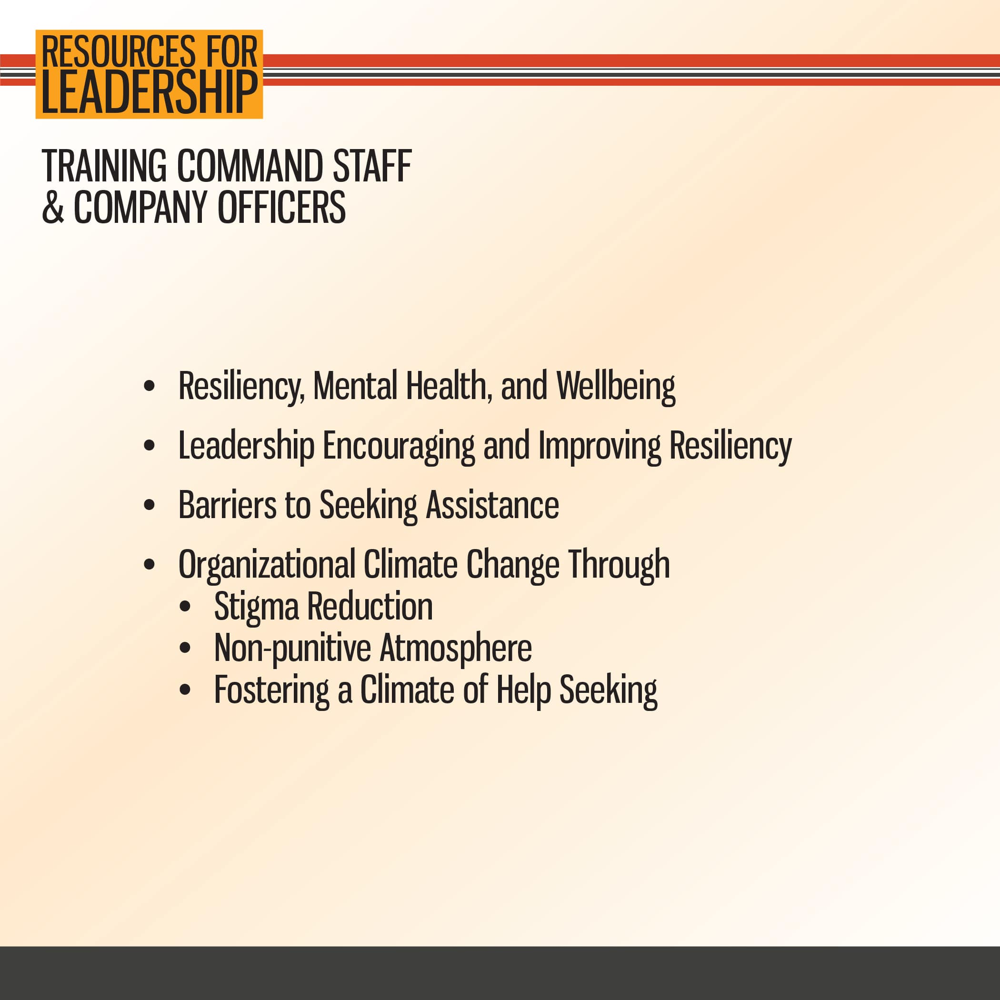 RESOURCES FOR
LEADERSHIP
TRAINING COMMAND STAFF
& COMPANY OFFICERS
• Resiliency, Mental Health, and Wellbeing
• Leadership Encouraging and Improving Resiliency
• Barriers to Seeking Assistance
• Organizational Climate Change Through
• Stigma Reduction
• Non-punitive Atmosphere
• Fostering a Climate of Help Seeking